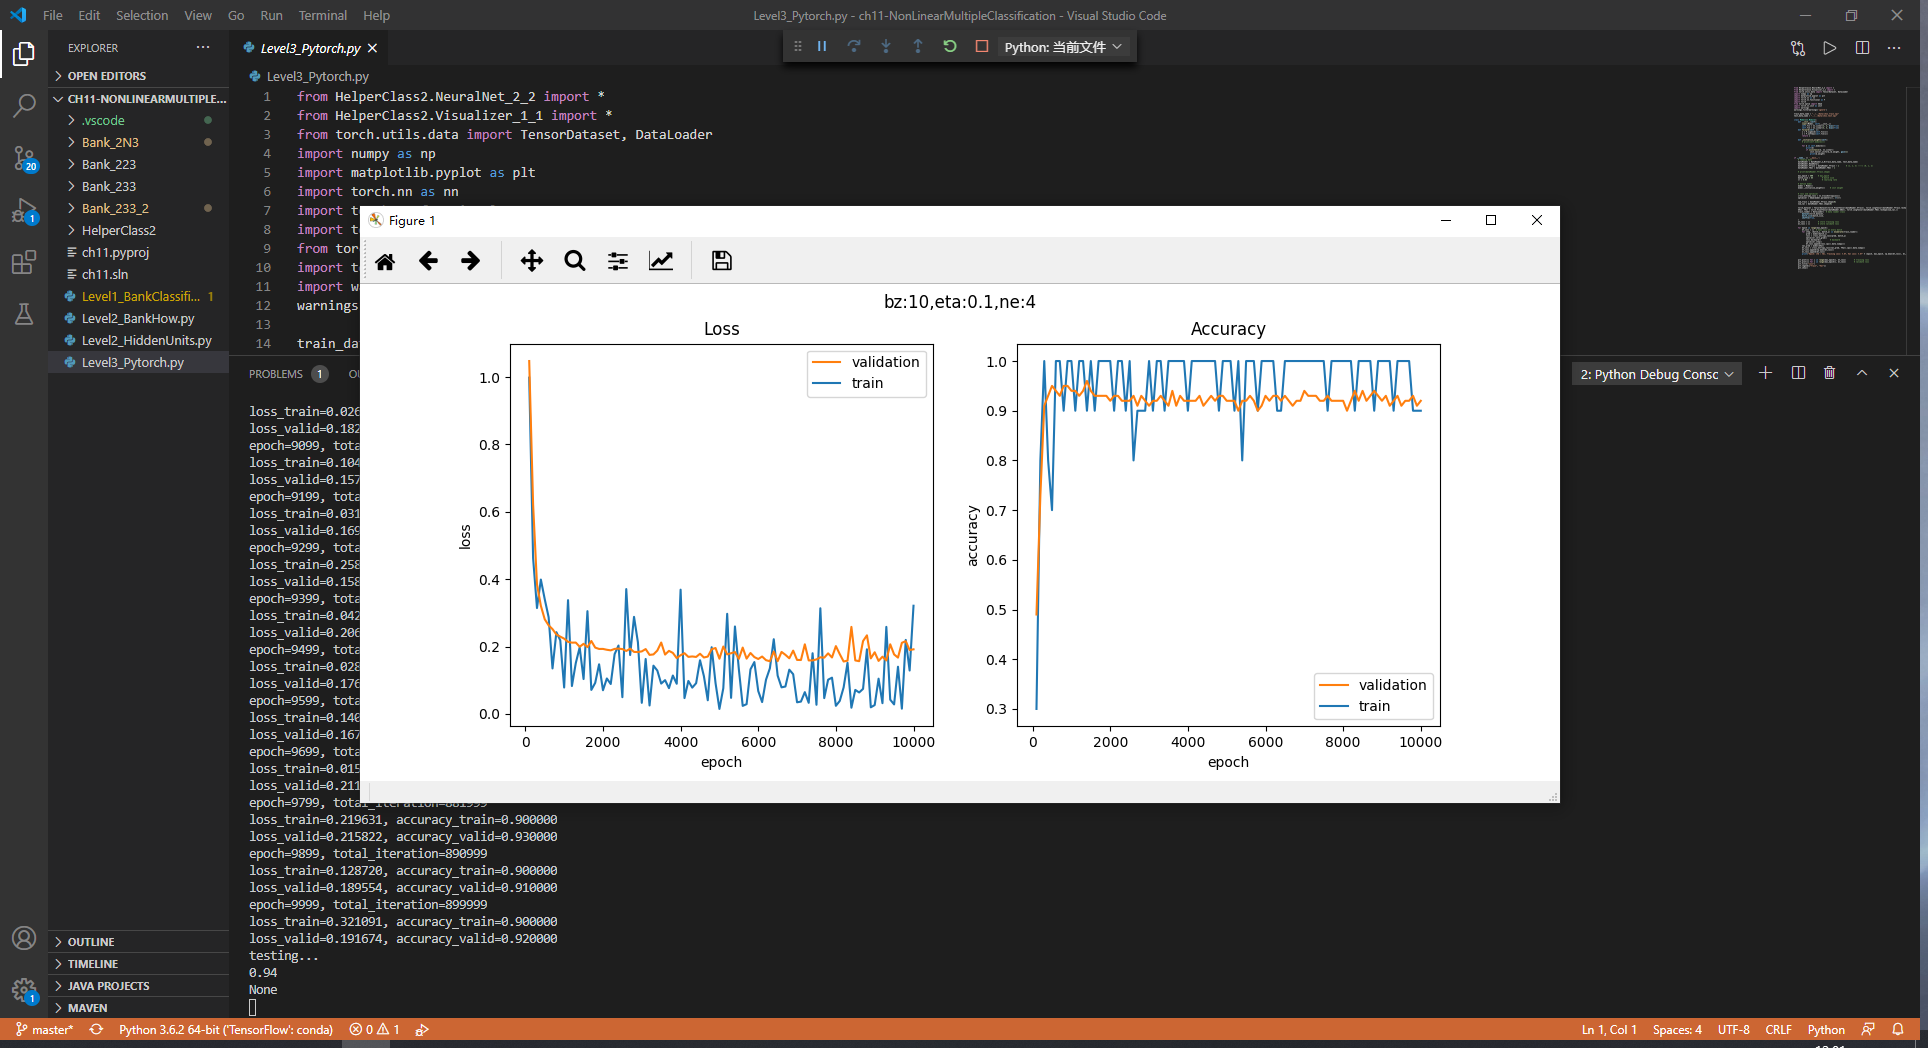 File Edit Selection View Go Run Terminal Help
Level3_Pytorch.py - ch11-NonLinearMultipleClassification - Visual Studio Code
EXPLORER
OPEN EDITORS
CH11-NONLINEARMULTIPLE...
.vscode
Bank_2N3
Bank_223
Bank_233
Bank_233_2
HelperClass2
ch11.pyproj
ch11.sln
Level1_BankClassifi... 1
Level2_BankHow.py
Level2_HiddenUnits.py
Level3_Pytorch.py
20
1
1
OUTLINE
TIMELINE
JAVA PROJECTS
MAVEN
Level3_Pytorch.py
Python: 当前文件
Level3_Pytorch.py
1 from HelperClass2.NeuralNet_2_2 import *
2 from HelperClass2.Visualizer_1_1 import *
3 from torch.utils.data import TensorDataset, DataLoader
4 import numpy as np
5 import matplotlib.pyplot as plt
6 import torch.nn as nn
7 import
8 import
9 from
10 import
11 import
12 warnings
13
14
PROBLEMS 1
2: Python Debug Consc
Figure 1
bz:10,eta:0.1,ne:4
Loss
validation
train
1.0
0.8
0.6
0.4
0.2
0.0
loss
0 2000 4000 6000 8000 10000
epoch
Accuracy
1.0
0.9
0.8
0.7
0.6
0.5
0.4
0.3
accuracy
validation
train
0 2000 4000 6000 8000 10000
epoch
loss_train=0.026
loss_valid=0.182
epoch=9099, tota
loss_train=0.104
loss_valid=0.157
epoch=9199, tota
loss_train=0.031
loss_valid=0.169
epoch=9299, tota
loss_train=0.258
loss_valid=0.158
epoch=9399, tota
loss_train=0.042
loss_valid=0.206
epoch=9499, tota
loss_train=0.028
loss_valid=0.176
epoch=9599, tota
loss_train=0.140
loss_valid=0.167
epoch=9699, tota
loss_train=0.015
loss_valid=0.211
epoch=9799, total_iteration=881999
loss_train=0.219631, accuracy_train=0.900000
loss_valid=0.215822, accuracy_valid=0.930000
epoch=9899, total_iteration=890999
loss_train=0.128720, accuracy_train=0.900000
loss_valid=0.189554, accuracy_valid=0.910000
epoch=9999, total_iteration=899999
loss_train=0.321091, accuracy_train=0.900000
loss_valid=0.191674, accuracy_valid=0.920000
testing...
0.94
None
master* Python 3.6.2 64-bit ('TensorFlow': conda) 0 1
Ln 1, Col 1 Spaces: 4 UTF-8 CRLF Python